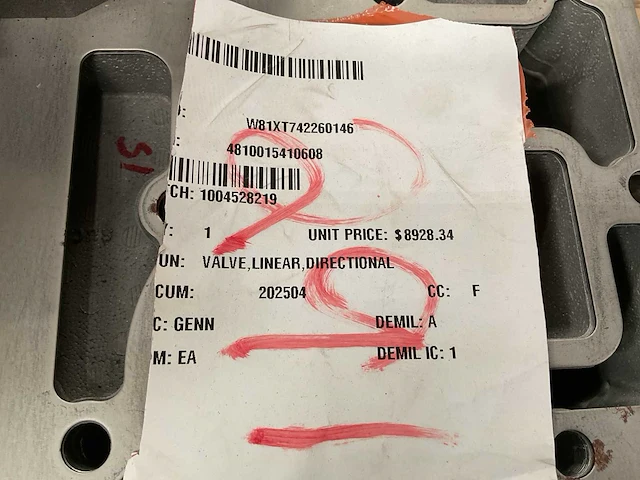 W81XT742260146
4810015410608
CH: 1004528219
: 1 UNIT PRICE: $8928.34
UN: VALVE,LINEAR,DIRECTIONAL
CUM: 202504 CC: F
C: GENN DEMIL: A
M: EA DEMIL IC: 1